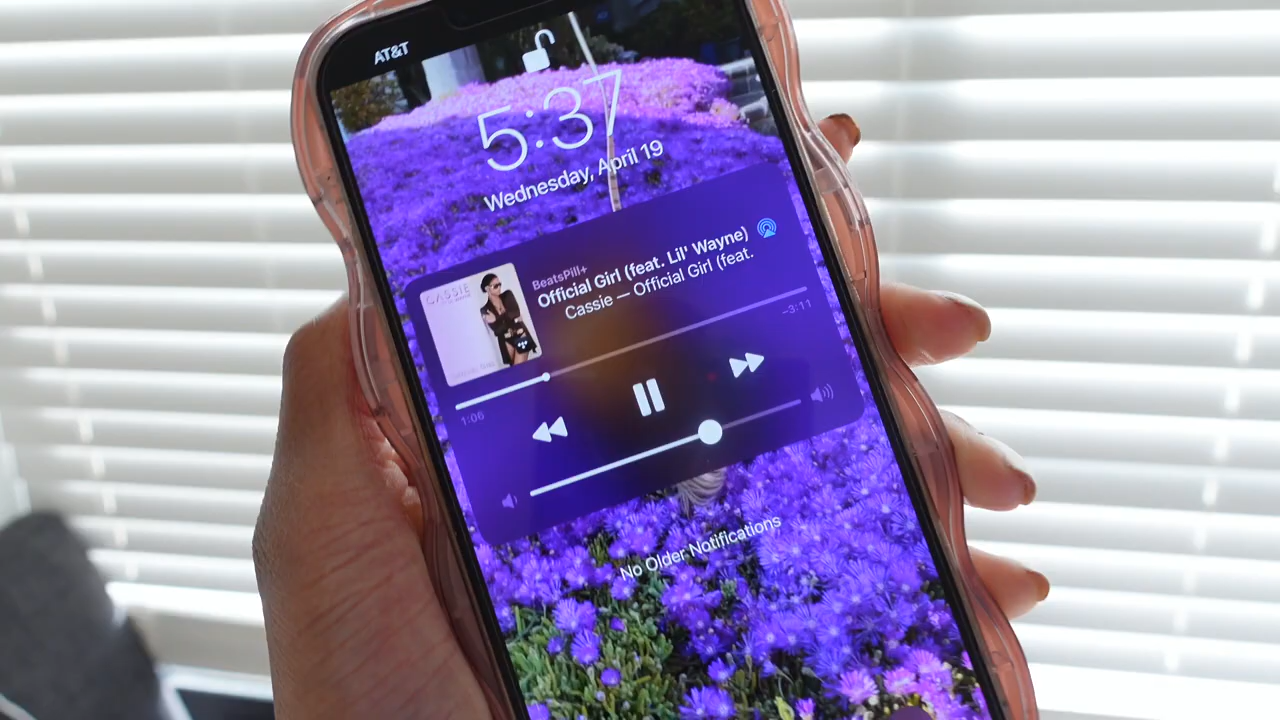 AT&T
5:37
Wednesday, April 19
CASSIE
BeatsPill+
Official Girl (feat. Lil' Wayne)
Cassie — Official Girl (feat.
1:06
-3:11
No Older Notifications